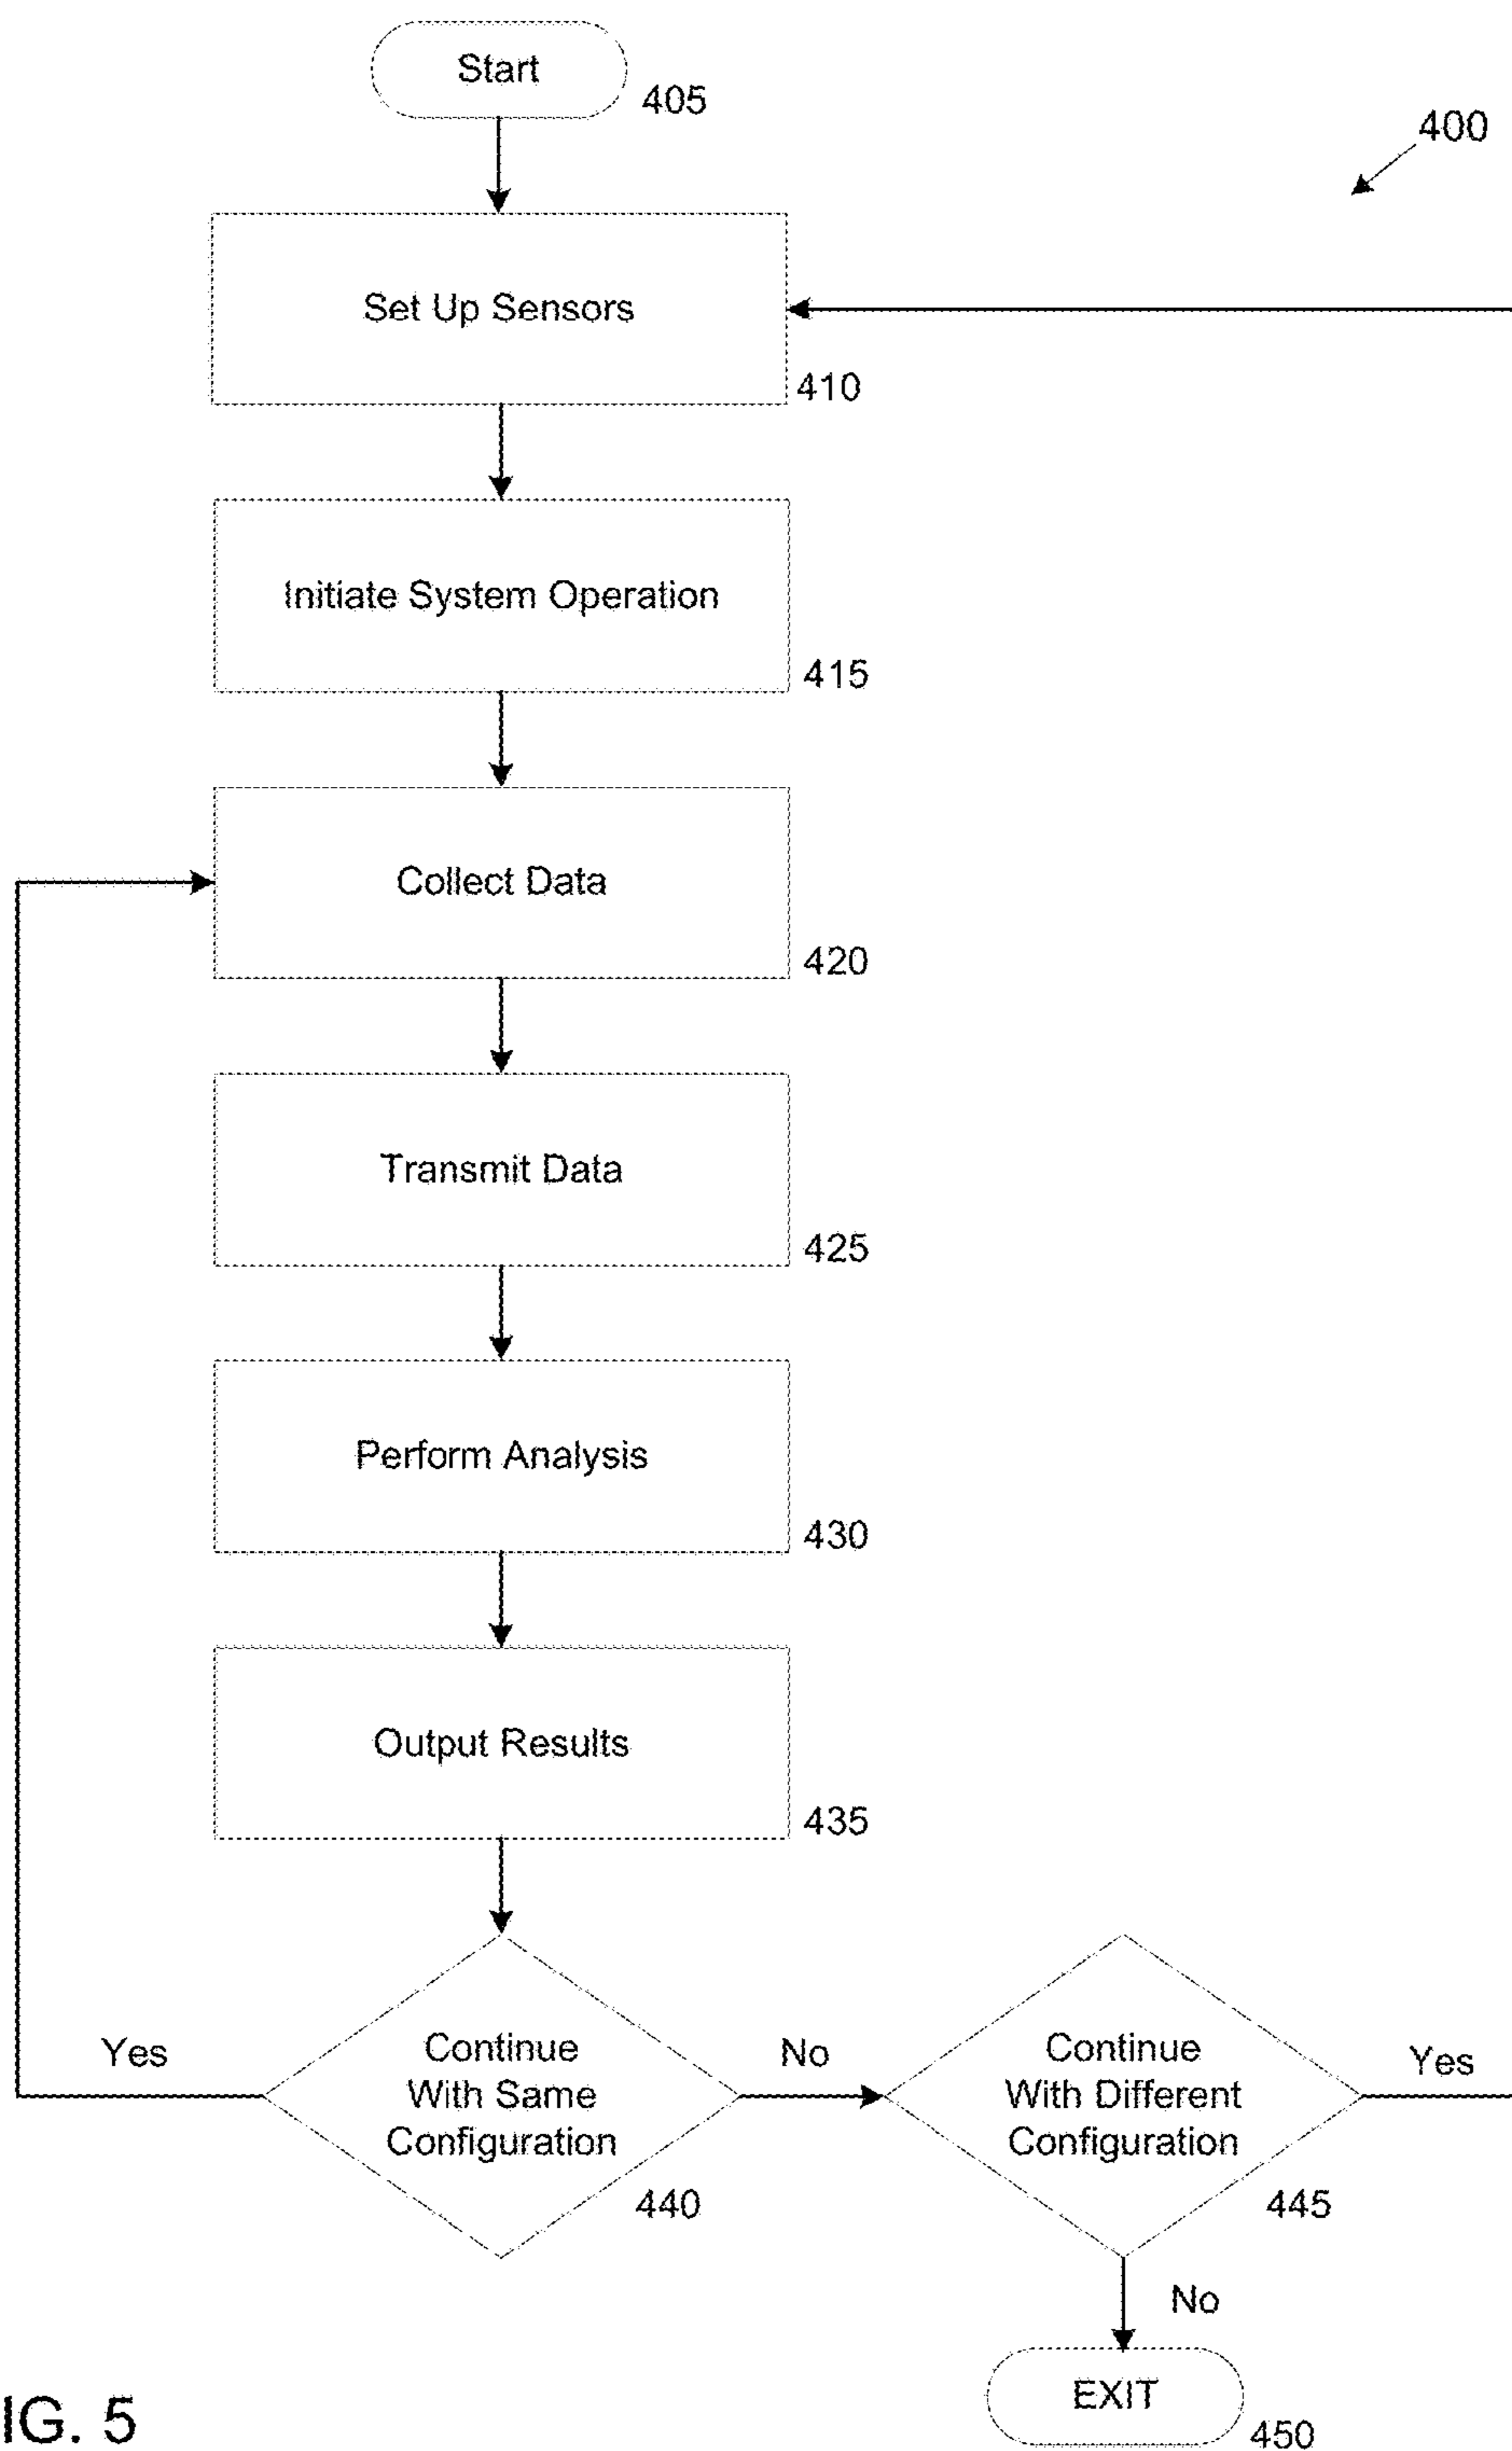 Start
405
400
Set Up Sensors
410
Initiate System Operation
415
Collect Data
420
Transmit Data
425
Perform Analysis
430
Output Results
435
Yes
Continue
With Same
Configuration
440
No
Continue
With Different
Configuration
445
Yes
No
EXIT
450
IG. 5